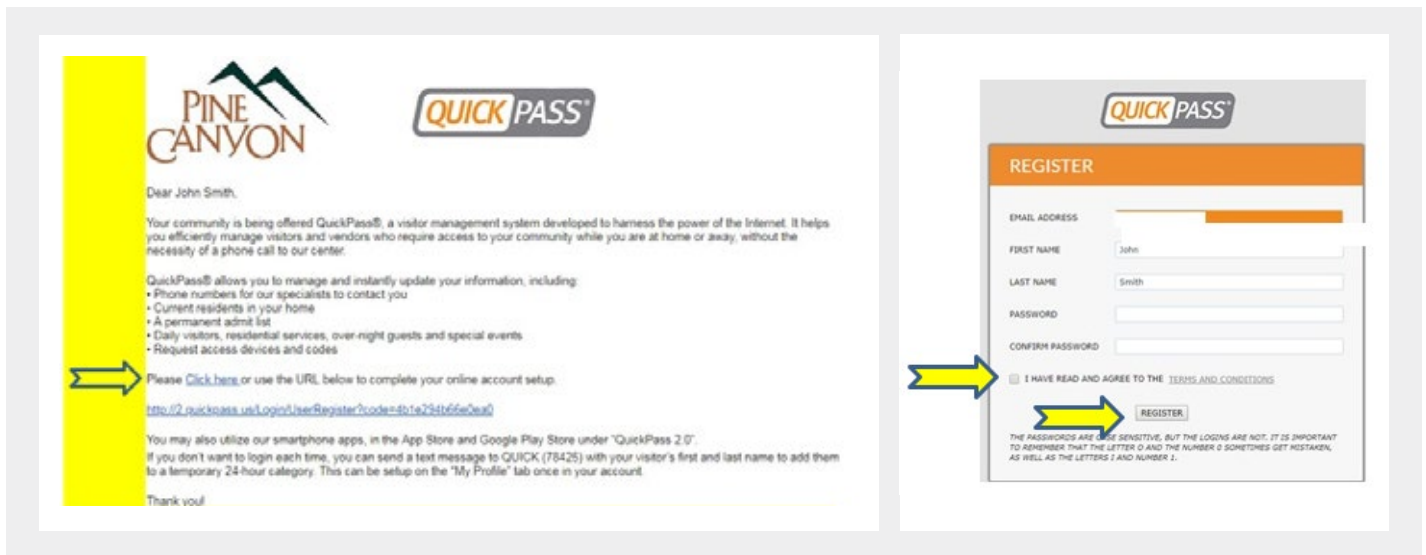 PINE
CANYON
QUICK PASS®
Dear John Smith,
Your community is being offered QuickPass®, a visitor management system developed to harness the power of the Internet. It helps
you efficiently manage visitors and vendors who require access to your community while you are at home or away, without the
necessity of a phone call to our center.
QuickPass® allows you to manage and instantly update your information, including:
• Phone numbers for our specialists to contact you
• Current residents in your home
• A permanent admit list
• Daily visitors, residential services, over-night guests and special events
• Request access devices and codes
Please Click here or use the URL below to complete your online account setup.
http://2.quickpass.us/Login/UserRegister?code=4b1e294b66e0ea0
You may also utilize our smartphone apps, in the App Store and Google Play Store under "QuickPass 2.0".
If you don't want to login each time, you can send a text message to QUICK (78425) with your visitor's first and last name to add them
to a temporary 24-hour category. This can be setup on the "My Profile" tab once in your account
Thank you!
QUICK PASS®
REGISTER
EMAIL ADDRESS
FIRST NAME John
LAST NAME Smith
PASSWORD
CONFIRM PASSWORD
I HAVE READ AND AGREE TO THE TERMS AND CONDITIONS
REGISTER
THE PASSWORDS ARE CASE SENSITIVE, BUT THE LOGINS ARE NOT. IT IS IMPORTANT
TO REMEMBER THAT THE LETTER O AND THE NUMBER 0 SOMETIMES GET MISTAKEN,
AS WELL AS THE LETTERS I AND NUMBER 1.